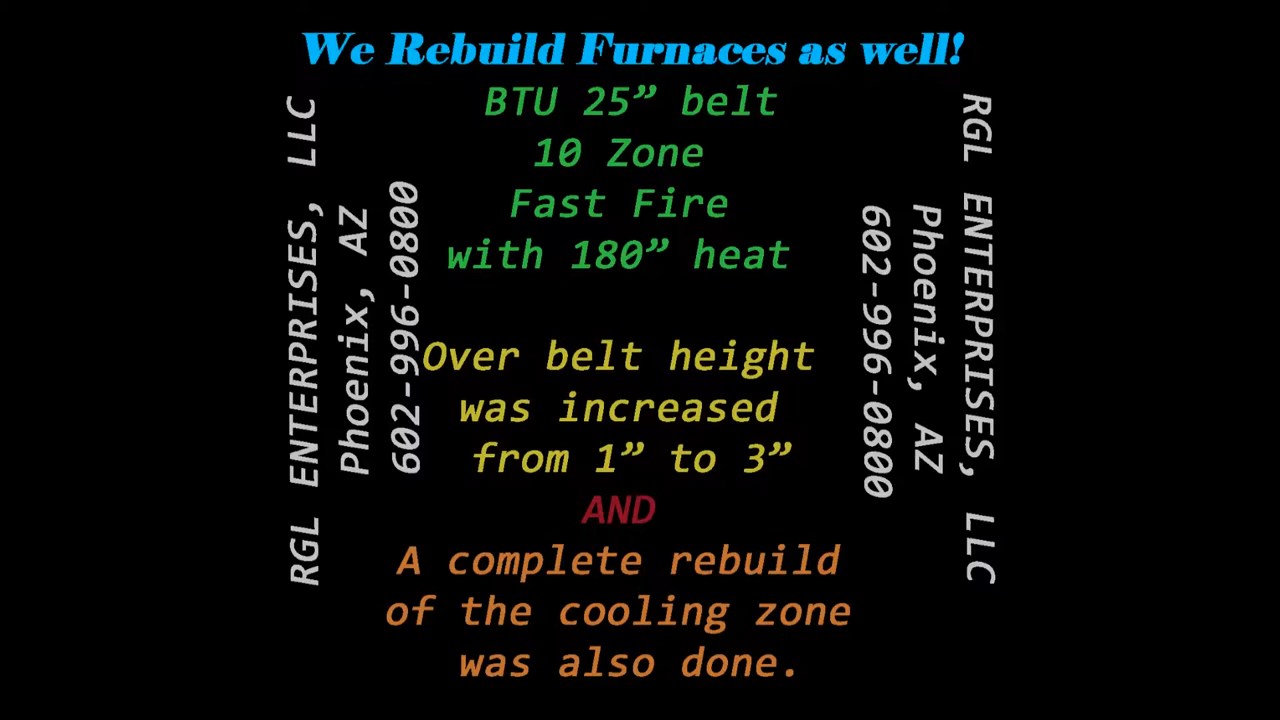 We Rebuild Furnaces as well!
BTU 25” belt
10 Zone
Fast Fire
with 180” heat
Over belt height
was increased
from 1” to 3”
AND
A complete rebuild
of the cooling zone
was also done.
RGL ENTERPRISES, LLC
Phoenix, AZ
602-996-0800
RGL ENTERPRISES, LLC
Phoenix, AZ
602-996-0800